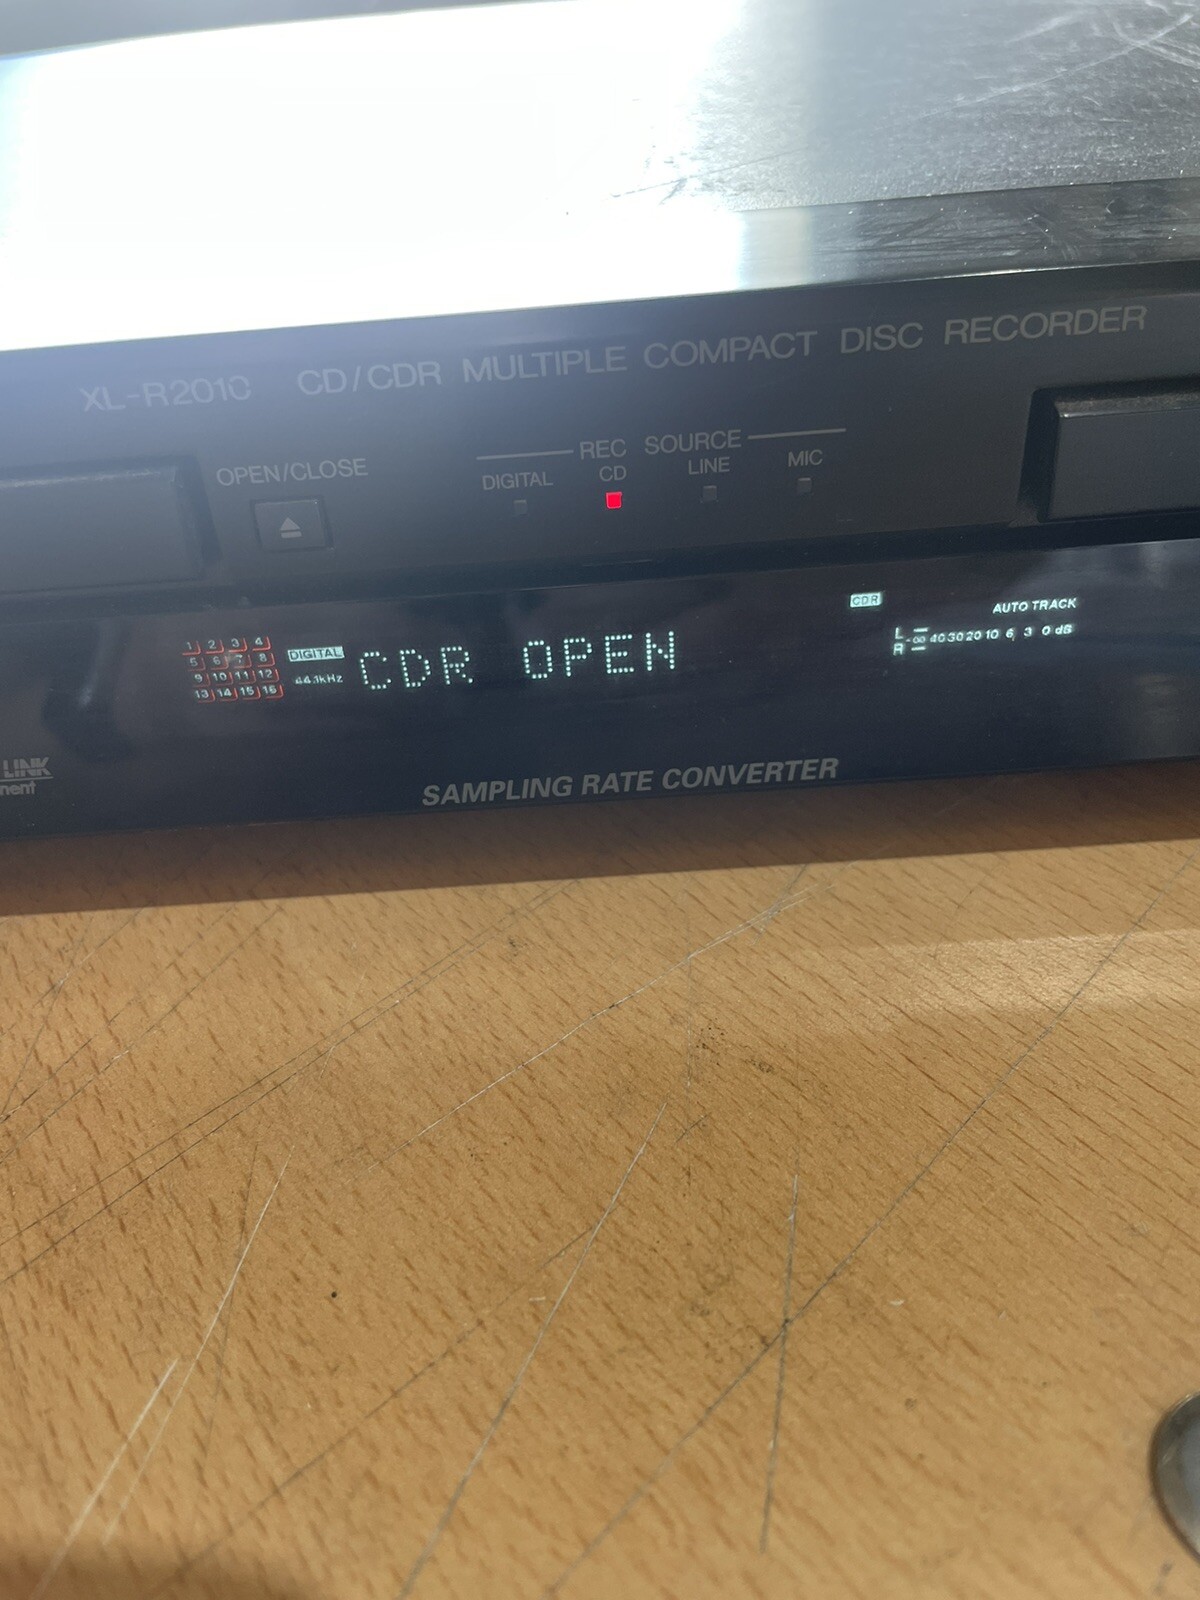 XL-R2010 CD/CDR MULTIPLE COMPACT DISC RECORDER
OPEN/CLOSE
REC SOURCE
DIGITAL CD LINE MIC
CDR
AUTO TRACK
1 2 3 4
5 6 7 8
9 10 11 12
13 14 15 16
DIGITAL
44.1kHz
CDR OPEN
L
R
-∞ 40 30 20 10 6 3 0 dB
LINK
nent
SAMPLING RATE CONVERTER